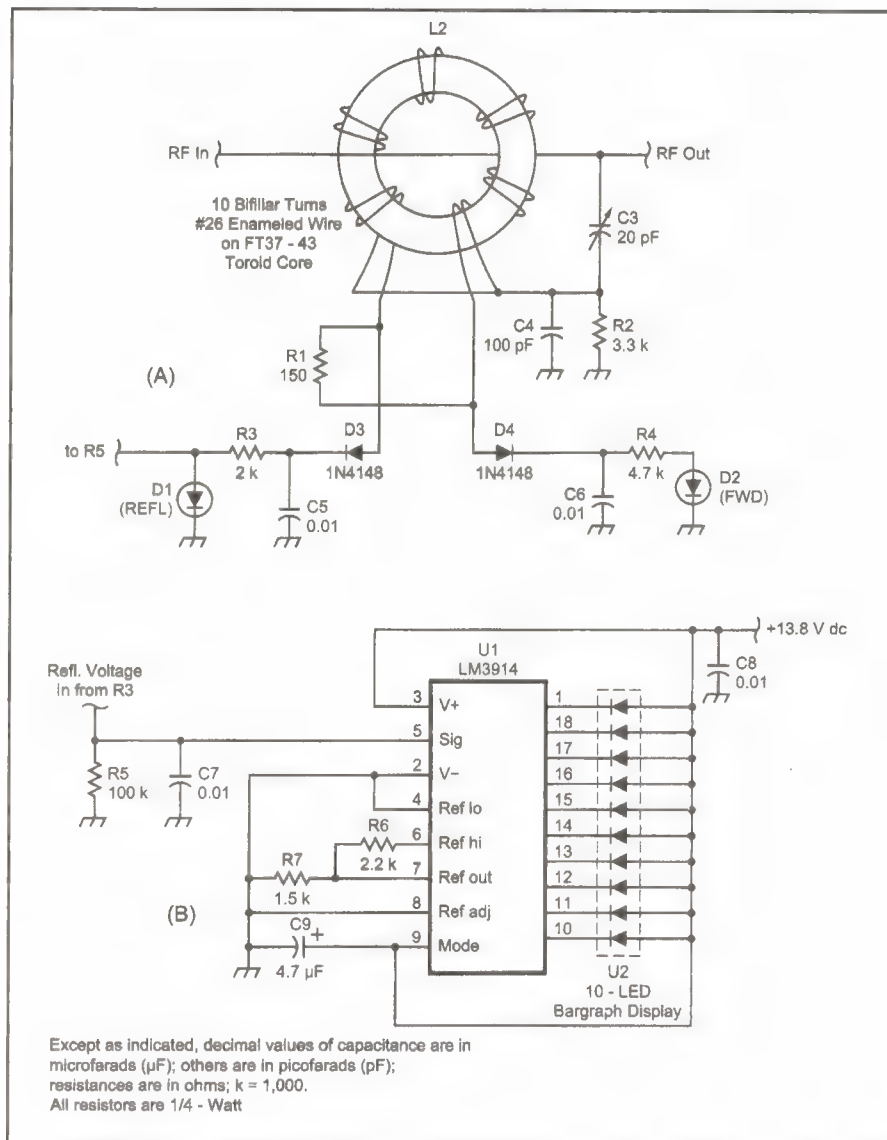 L2
RF In
RF Out
10 Bifiliar Turns
#26 Enameled Wire
on FT37 - 43
Toroid Core
C3
20 pF
C4
100 pF
R2
3.3 k
R1
150
(A)
to R5
R3
2 k
D3
1N4148
D4
1N4148
R4
4.7 k
D1
(REFL)
C5
0.01
C6
0.01
D2
(FWD)
+13.8 V dc
U1
LM3914
C8
0.01
Refl. Voltage
in from R3
3
V+
1
18
5
Sig
17
2
V–
16
R5
100 k
C7
0.01
4
Ref lo
15
R6
2.2 k
6
Ref hi
14
13
R7
1.5 k
7
Ref out
12
8
Ref adj
11
(B)
C9
+
4.7 µF
9
Mode
10
U2
10 - LED
Bargraph Display
Except as indicated, decimal values of capacitance are in
microfarads (µF); others are in picofarads (pF);
resistances are in ohms; k = 1,000.
All resistors are 1/4 - Watt